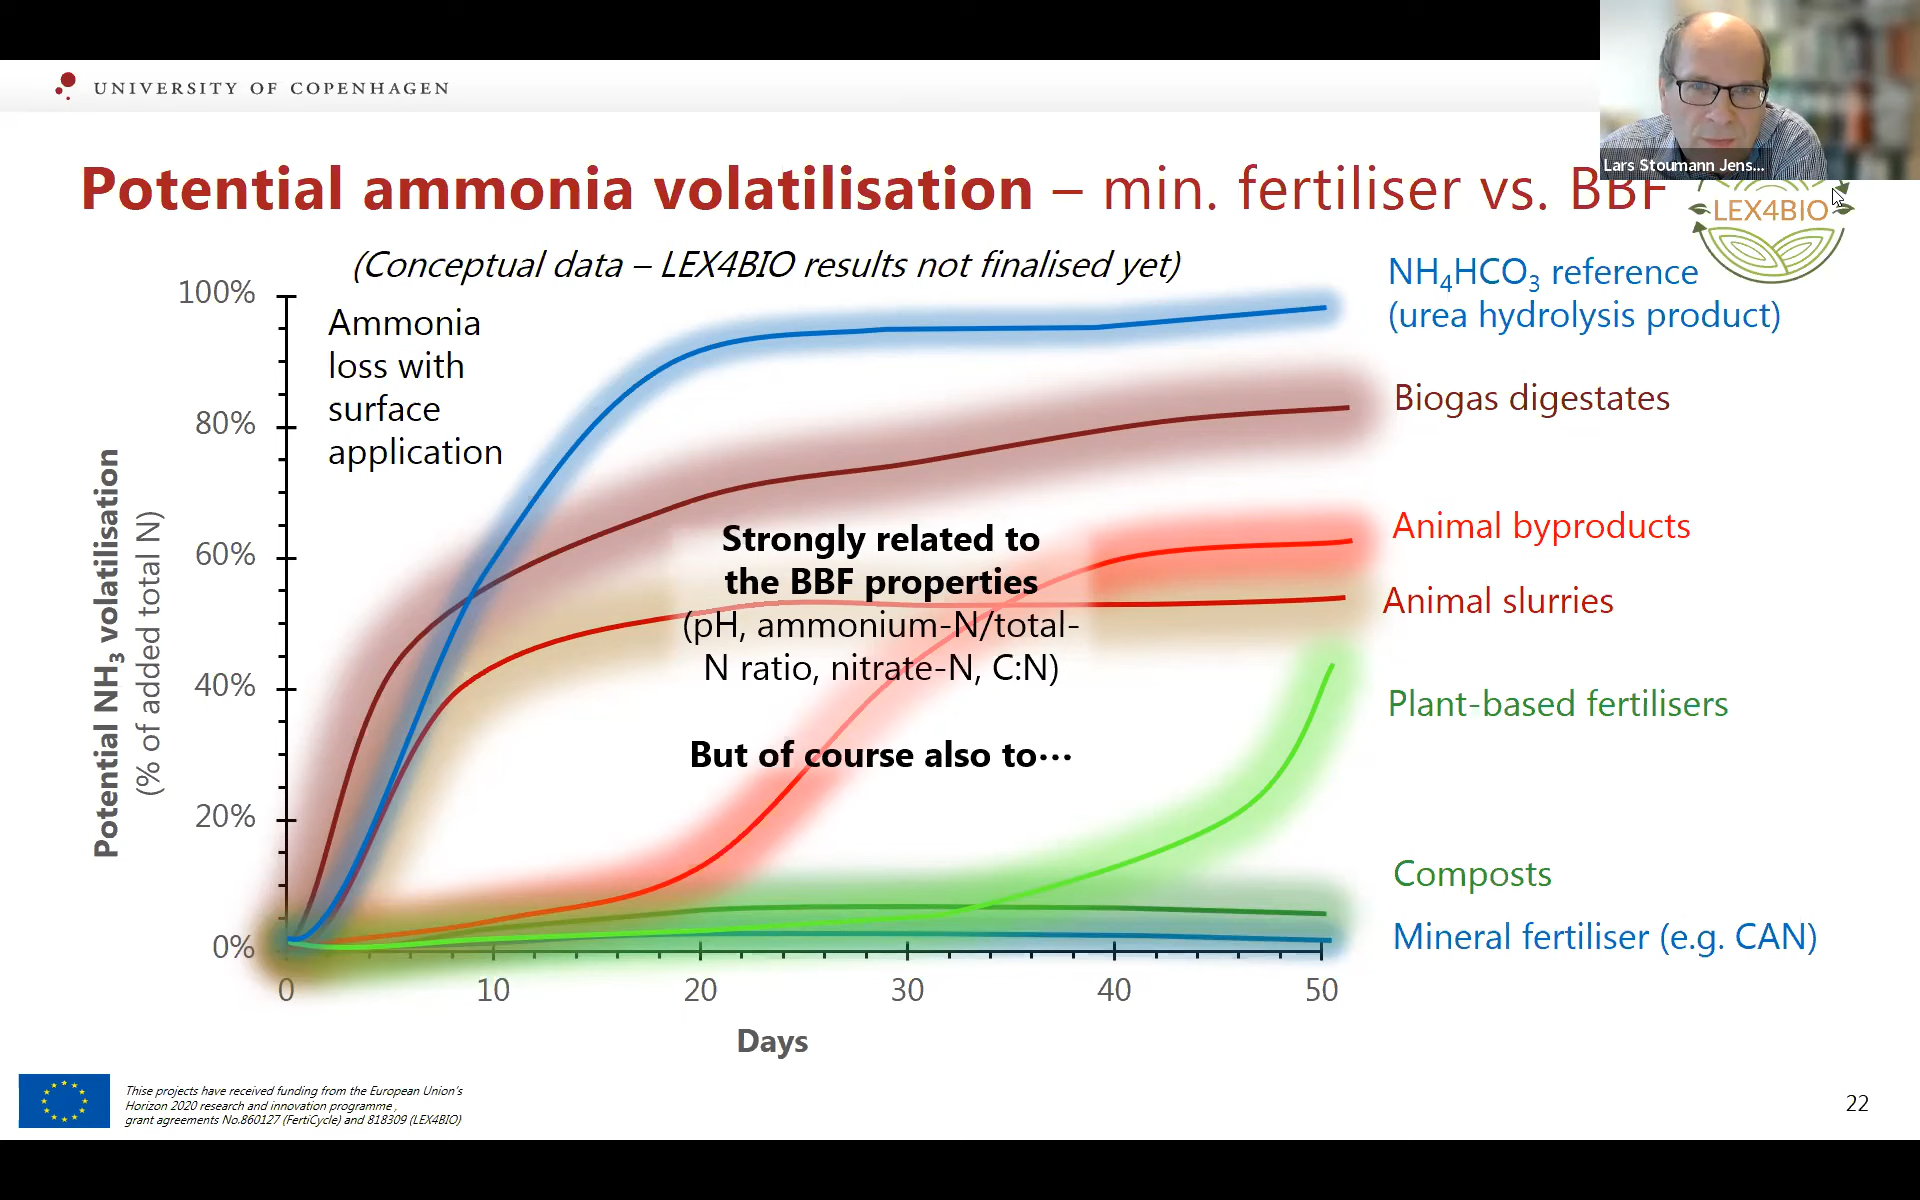 UNIVERSITY OF COPENHAGEN
Lars Stoumann Jens...
Potential ammonia volatilisation – min. fertiliser vs. BBF
LEX4BIO
(Conceptual data – LEX4BIO results not finalised yet)
Ammonia
loss with
surface
application
Potential NH₃ volatilisation
(% of added total N)
100%
80%
60%
40%
20%
0%
0
10
20
30
40
50
Days
Strongly related to
the BBF properties
(pH, ammonium-N/total-
N ratio, nitrate-N, C:N)
But of course also to…
NH₄HCO₃ reference
(urea hydrolysis product)
Biogas digestates
Animal byproducts
Animal slurries
Plant-based fertilisers
Composts
Mineral fertiliser (e.g. CAN)
Thise projects have received funding from the European Union's
Horizon 2020 research and innovation programme ,
grant agreements No.860127 (FertiCycle) and 818309 (LEX4BIO)
22